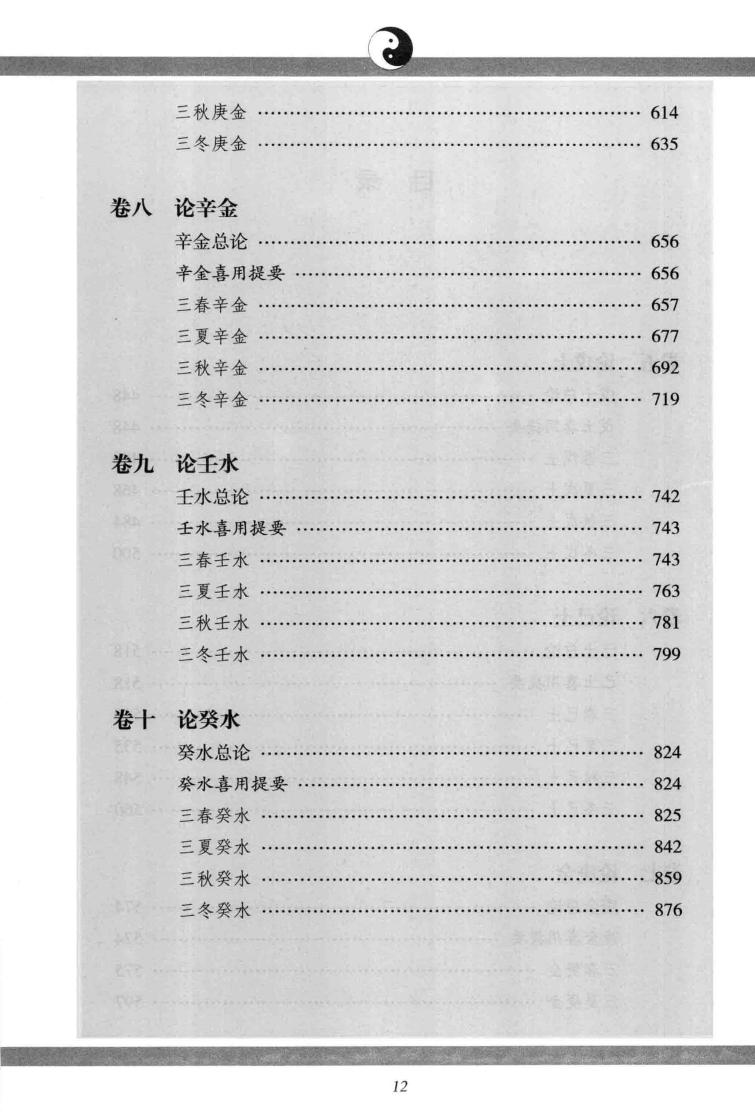 三秋庚金 …… 614
三冬庚金 …… 635
卷八 论辛金
辛金总论 …… 656
辛金喜用提要 …… 656
三春辛金 …… 657
三夏辛金 …… 677
三秋辛金 …… 692
三冬辛金 …… 719
卷九 论壬水
壬水总论 …… 742
壬水喜用提要 …… 743
三春壬水 …… 743
三夏壬水 …… 763
三秋壬水 …… 781
三冬壬水 …… 799
卷十 论癸水
癸水总论 …… 824
癸水喜用提要 …… 824
三春癸水 …… 825
三夏癸水 …… 842
三秋癸水 …… 859
三冬癸水 …… 876
12